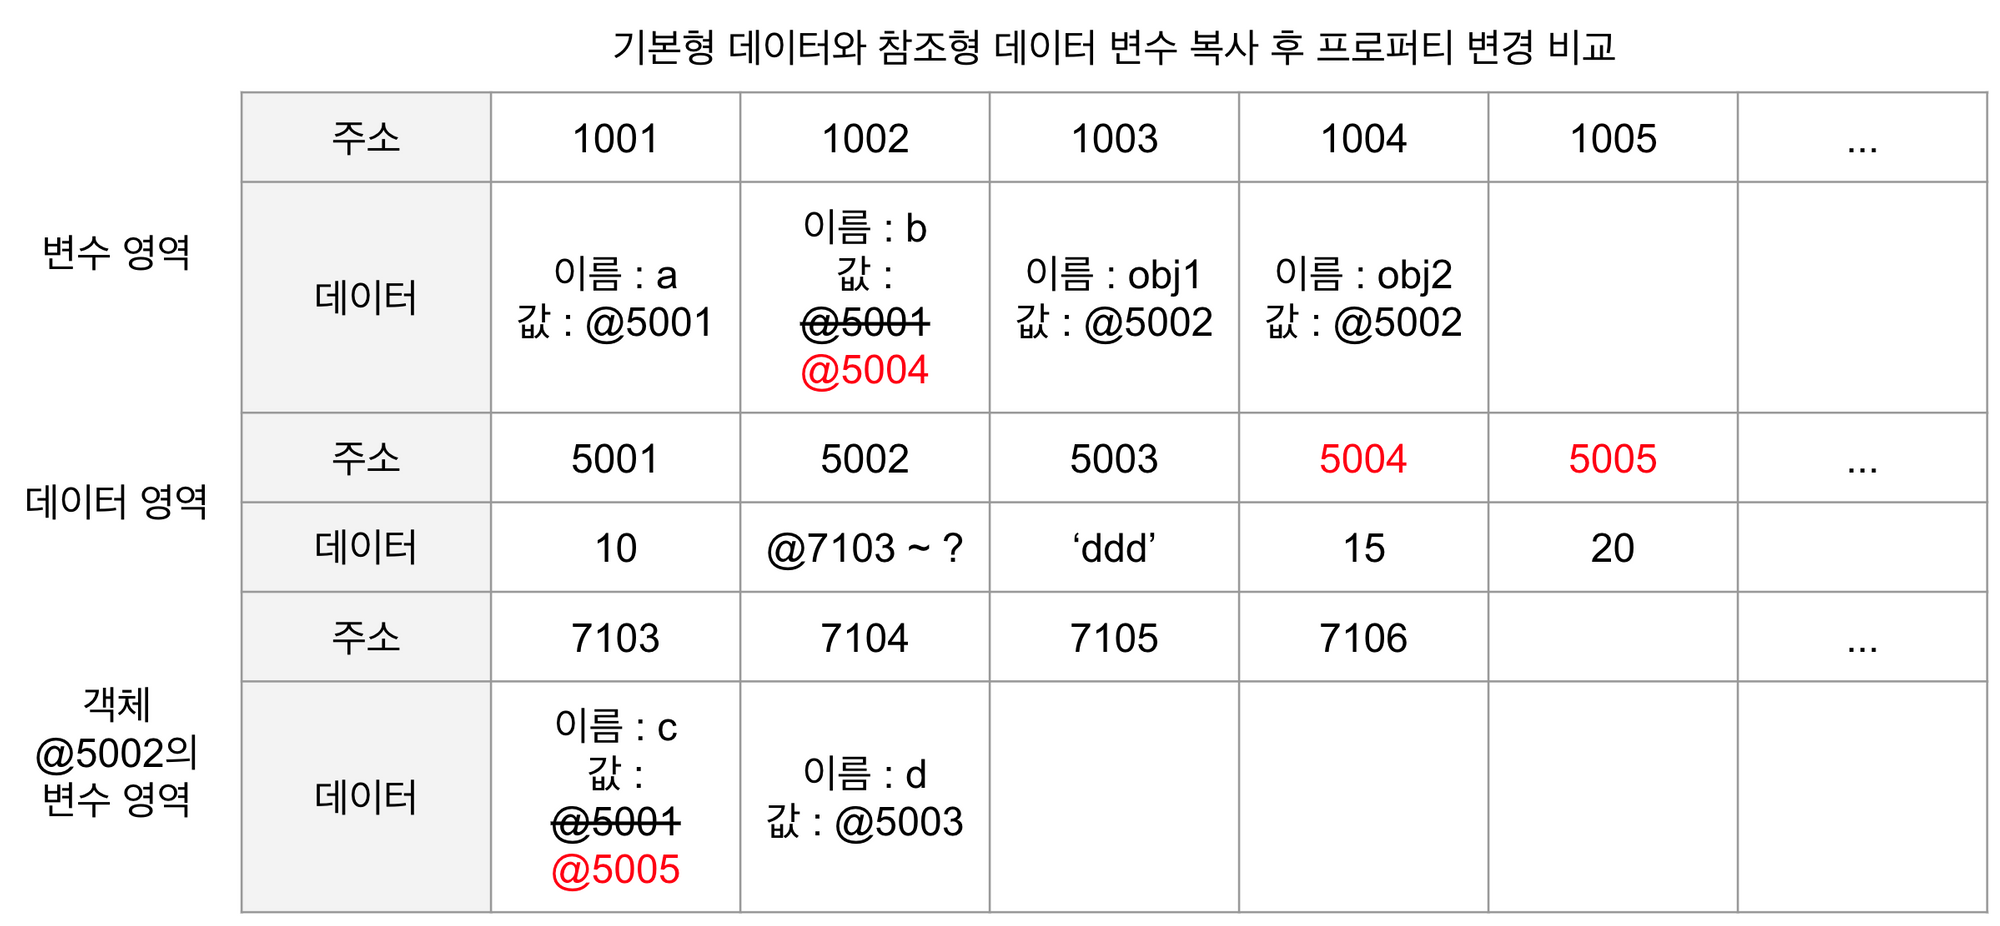 기본형 데이터와 참조형 데이터 변수 복사 후 프로퍼티 변경 비교
변수 영역
주소 1001 1002 1003 1004 1005 ...
데이터
이름 : a
값 : @5001
이름 : b
값 :
@5001
@5004
이름 : obj1
값 : @5002
이름 : obj2
값 : @5002
데이터 영역
주소 5001 5002 5003 5004 5005 ...
데이터 10 @7103 ~ ? ‘ddd’ 15 20
객체
@5002의
변수 영역
주소 7103 7104 7105 7106 ...
데이터
이름 : c
값 :
@5001
@5005
이름 : d
값 : @5003